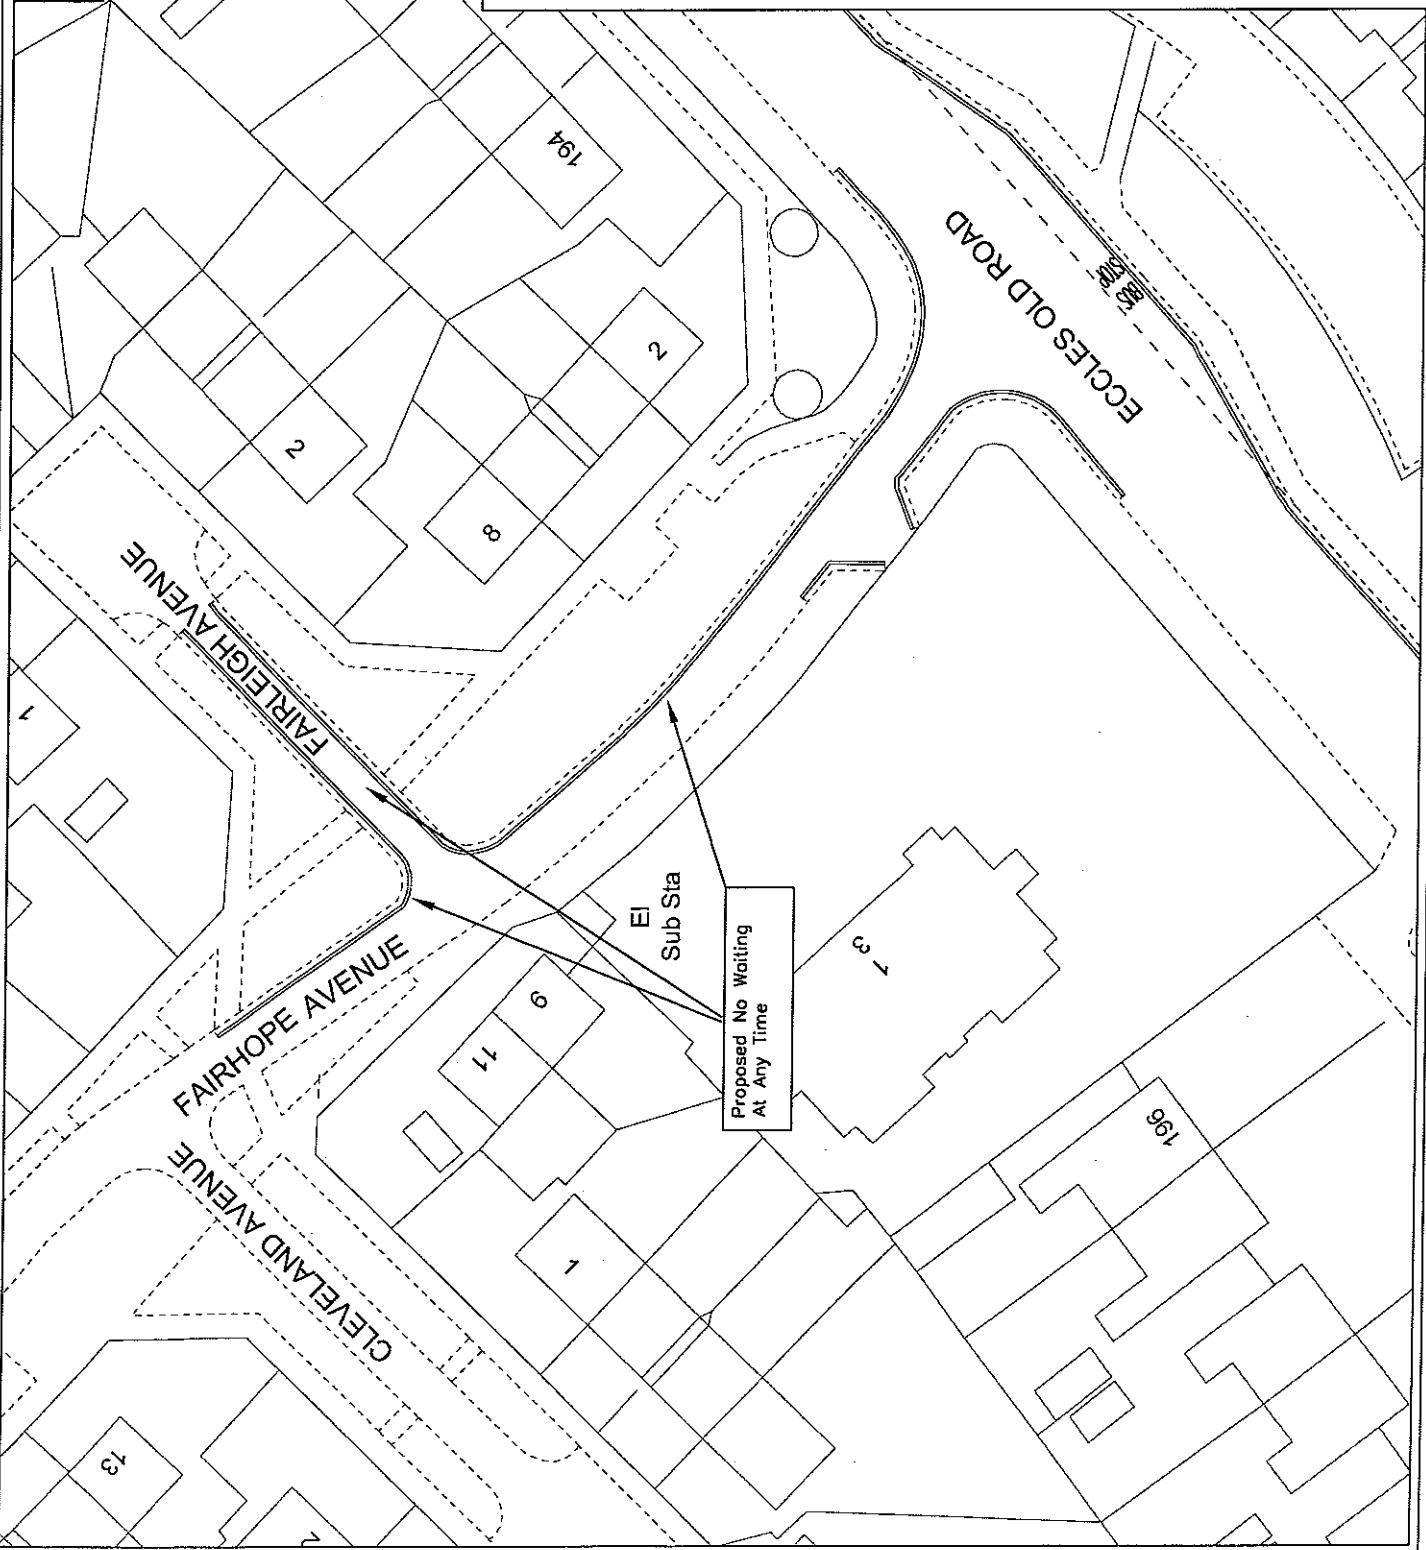 194
2
2
8
ECCLES OLD ROAD
BUS
STOP
FAIRLEIGH AVENUE
1
El
Sub Sta
FAIRHOPE AVENUE
9
11
Proposed No Waiting
At Any Time
3 7
196
CLEVELAND AVENUE
1
13
2